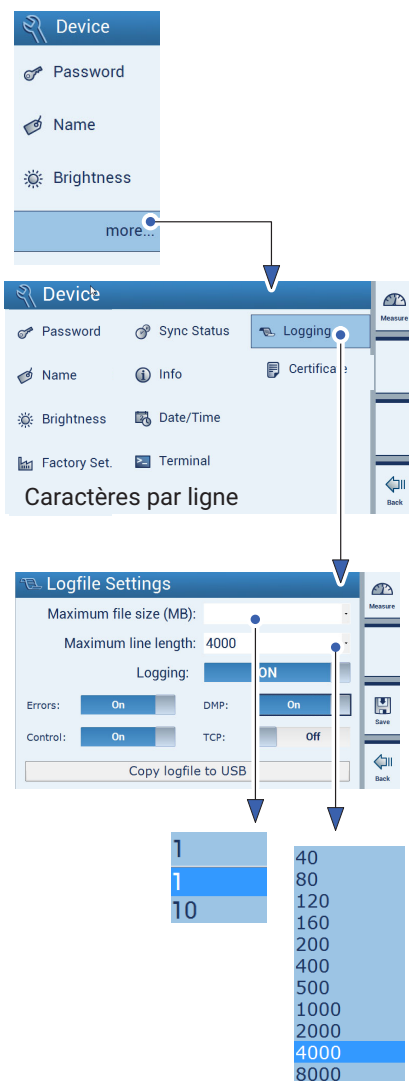 Device
Password
Name
Brightness
more...
Device
Measure
Password
Sync Status
Logging
Name
Info
Certificate
Brightness
Date/Time
Factory Set.
Terminal
Caractères par ligne
Back
Logfile Settings
Measure
Maximum file size (MB):
Maximum line length: 4000
Logging: ON
Errors: On DMP: On
Save
Control: On TCP: Off
Copy logfile to USB
Back
1
1
10
40
80
120
160
200
400
500
1000
2000
4000
8000